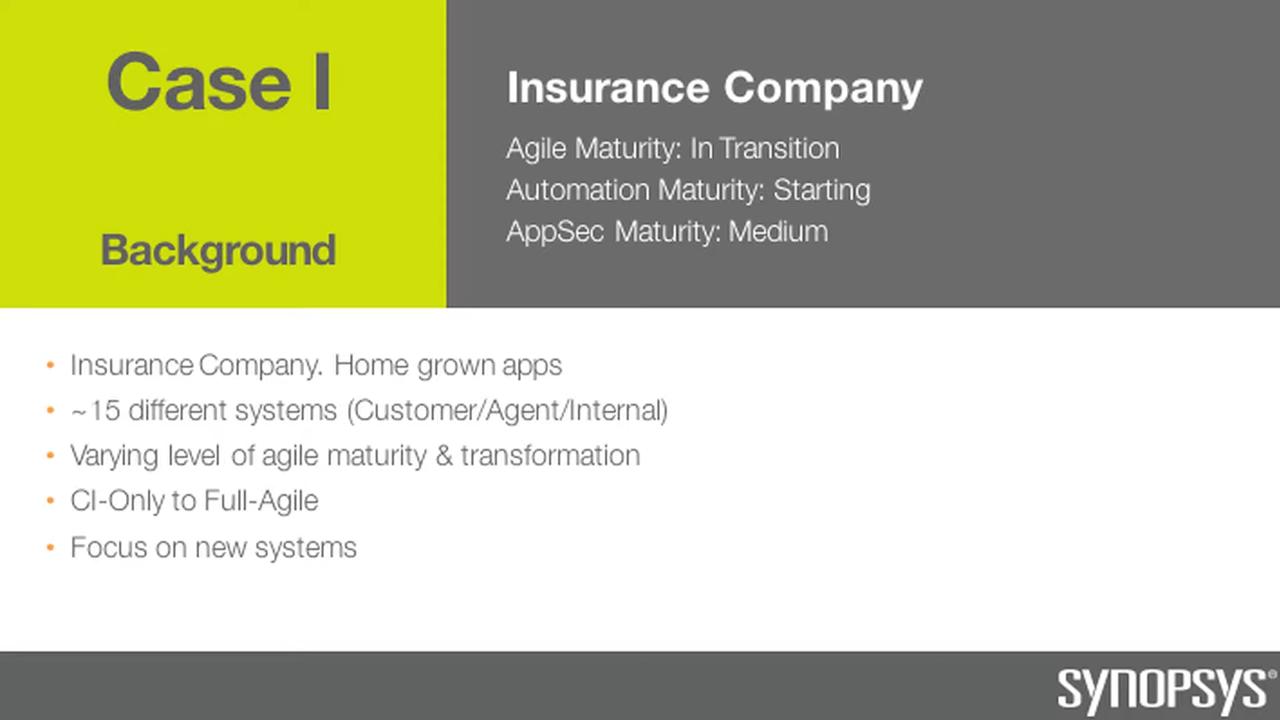 Case I
Background
Insurance Company
Agile Maturity: In Transition
Automation Maturity: Starting
AppSec Maturity: Medium
• Insurance Company. Home grown apps
• ~15 different systems (Customer/Agent/Internal)
• Varying level of agile maturity & transformation
• CI-Only to Full-Agile
• Focus on new systems
SYNOPSYS®